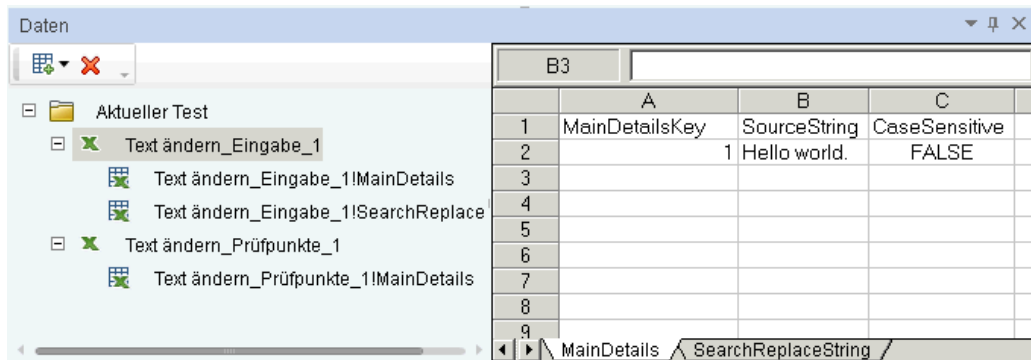 Daten
Aktueller Test
Text ändern_Eingabe_1
Text ändern_Eingabe_1!MainDetails
Text ändern_Eingabe_1!SearchReplace
Text ändern_Prüfpunkte_1
Text ändern_Prüfpunkte_1!MainDetails
B3
A B C
1 MainDetailsKey SourceString CaseSensitive
2 1 Hello world. FALSE
3
4
5
6
7
8
9
MainDetails SearchReplaceString